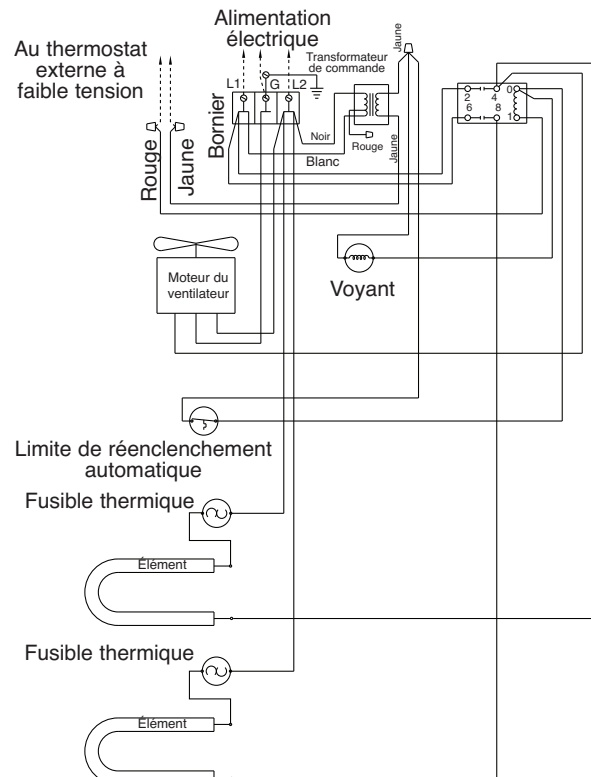 Au thermostat
externe à
faible tension
Alimentation
électrique
Transformateur
de commande
Jaune
L1
G
L2
Bornier
Noir
Blanc
Rouge
Jaune
2
4
0
6
8
1
Rouge
Jaune
Moteur du
ventilateur
Voyant
Limite de réenclenchement
automatique
Fusible thermique
Élément
Fusible thermique
Élément